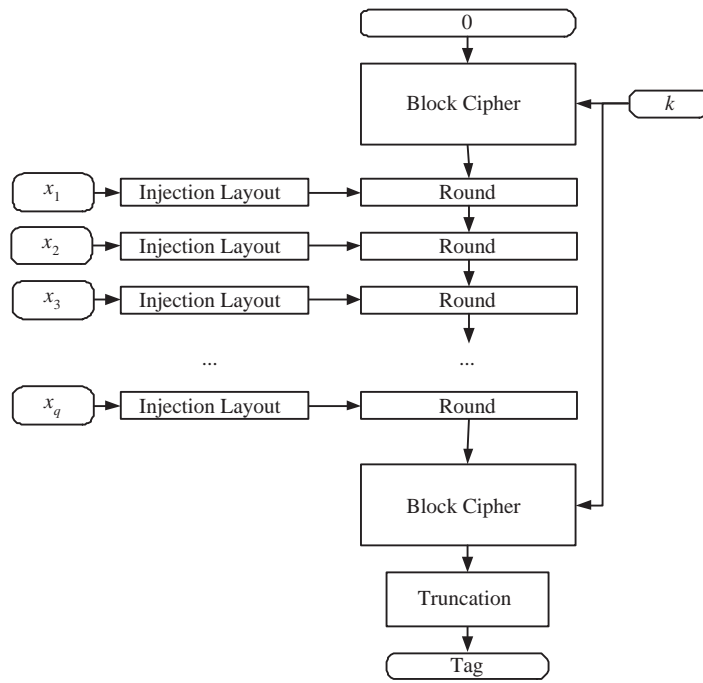 0
Block Cipher
k
x1 Injection Layout Round
x2 Injection Layout Round
x3 Injection Layout Round
... ...
xq Injection Layout Round
Block Cipher
Truncation
Tag